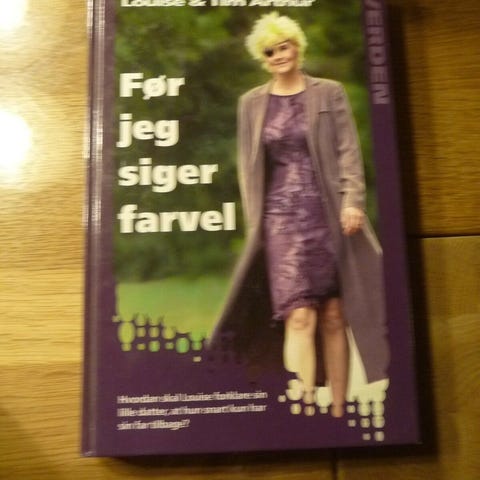 Louise & Tim Arthur
VERDEN
Før
jeg
siger
farvel
Hvordan skal Louise forklare sin
lille datter, at hun snart kun har
sin far tilbage?